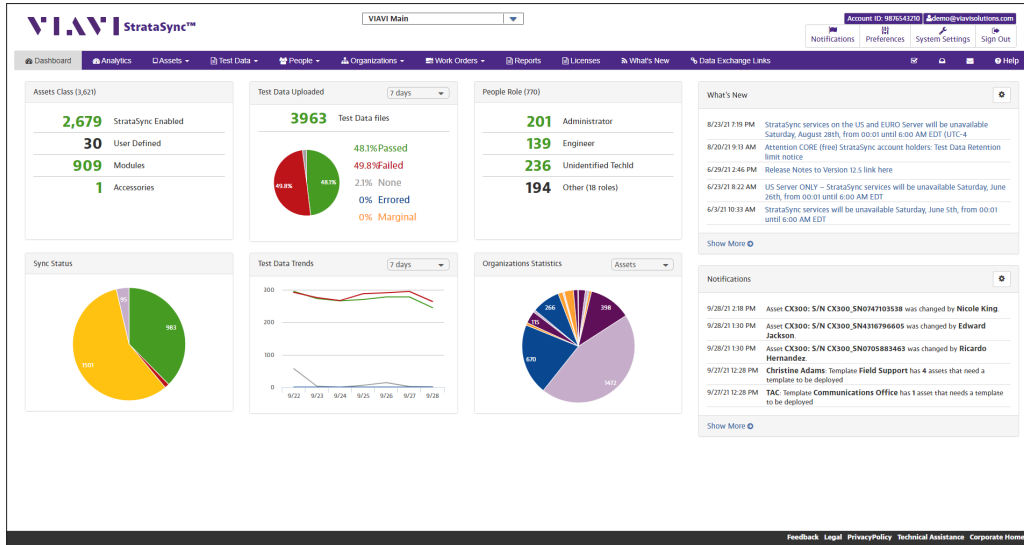 VIAVI StrataSync™
VIAVI Main
Account ID: 9876543210 demo@viavisolutions.com
Notifications Preferences System Settings Sign Out
Dashboard Analytics Assets Test Data People Organizations Work Orders Reports Licenses What's New Data Exchange Links Help
Assets Class (3,621)
2,679 StrataSync Enabled
30 User Defined
909 Modules
1 Accessories
Test Data Uploaded 7 days
3963 Test Data files
48.1% Passed
49.8% Failed
2.1% None
0% Errored
0% Marginal
49.8% 48.1%
People Role (770)
201 Administrator
139 Engineer
236 Unidentified TechId
194 Other (18 roles)
What's New
8/23/21 7:19 PM StrataSync services on the US and EURO Server will be unavailable
Saturday, August 28th, from 00:01 until 6:00 AM EDT (UTC-4
8/20/21 9:13 AM Attention CORE (free) StrataSync account holders: Test Data Retention
limit notice
6/29/21 2:46 PM Release Notes to Version 12.5 link here
6/23/21 8:22 AM US Server ONLY – StrataSync services will be unavailable Saturday, June
26th, from 00:01 until 6:00 AM EDT
6/3/21 10:33 AM StrataSync services will be unavailable Saturday, June 5th, from 00:01
until 6:00 AM EDT
Show More
Sync Status
95
983
1501
Test Data Trends 7 days
300
200
100
0
9/22 9/23 9/24 9/25 9/26 9/27 9/28
Organizations Statistics Assets
266
398
115
670
1432
Notifications
9/28/21 2:18 PM Asset CX300: S/N CX300_SN0747103538 was changed by Nicole King.
9/28/21 1:30 PM Asset CX300: S/N CX300_SN4316796605 was changed by Edward
Jackson.
9/28/21 1:30 PM Asset CX300: S/N CX300_SN0705883463 was changed by Ricardo
Hernandez.
9/27/21 12:28 PM Christine Adams: Template Field Support has 4 assets that need a
template to be deployed
9/27/21 12:28 PM TAC: Template Communications Office has 1 asset that needs a template
to be deployed
Show More
Feedback Legal PrivacyPolicy Technical Assistance Corporate Home